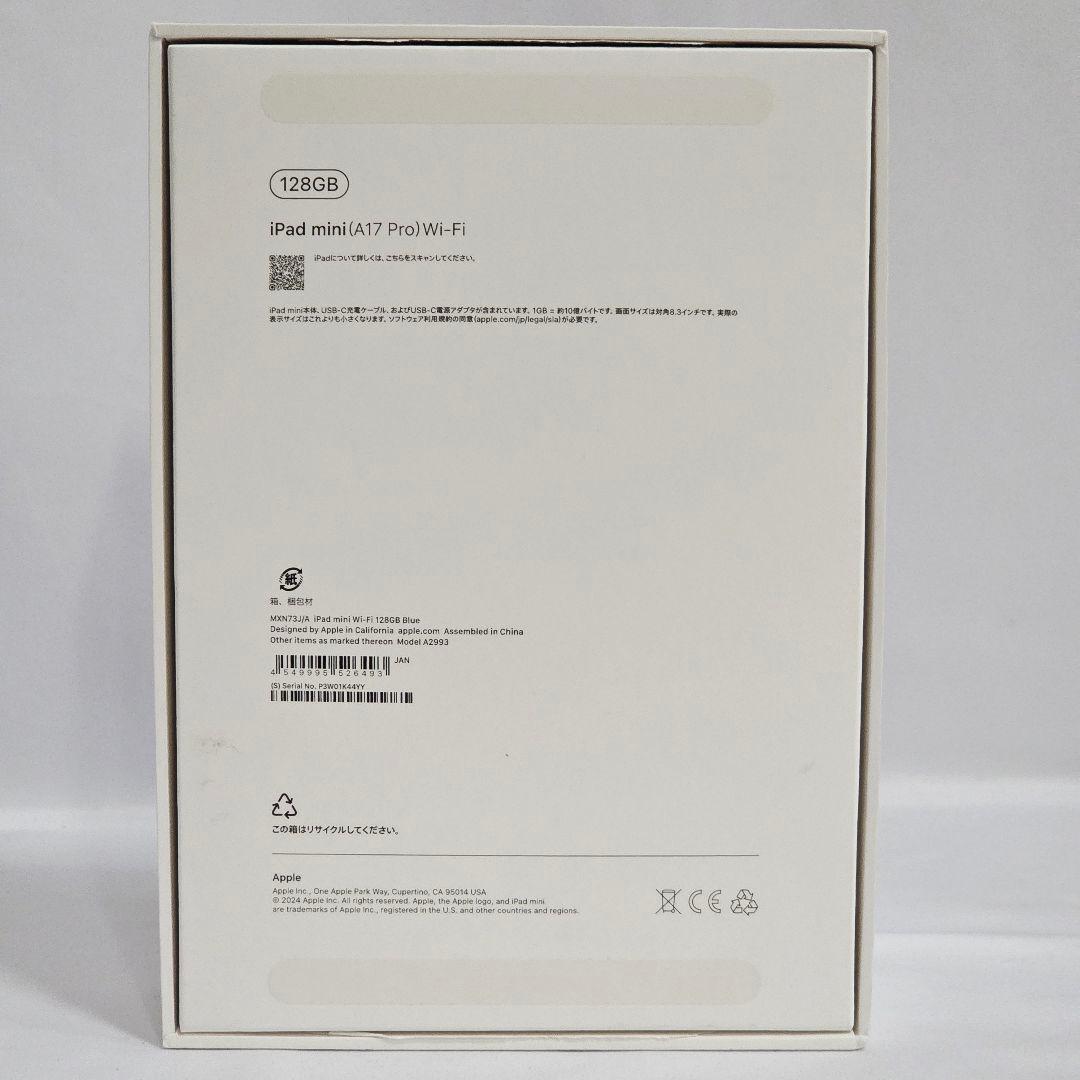 128GB
iPad mini(A17 Pro)Wi-Fi
iPadについて詳しくは、こちらをスキャンしてください。
iPad mini本体、USB-C充電ケーブル、およびUSB-C電源アダプタが含まれています。1GB = 約10億バイトです。画面サイズは対角8.3インチです。実際の
表示サイズはこれよりも小さくなります。ソフトウェア利用規約の同意(apple.com/jp/legal/sla)が必要です。
紙
箱、梱包材
MXN73J/A iPad mini Wi-Fi 128GB Blue
Designed by Apple in California apple.com Assembled in China
Other items as marked thereon Model A2993
JAN
4 549995 526493
(S) Serial No. P3W01K44YY
この箱はリサイクルしてください。
Apple
Apple Inc., One Apple Park Way, Cupertino, CA 95014 USA
© 2024 Apple Inc. All rights reserved. Apple, the Apple logo, and iPad mini
are trademarks of Apple Inc., registered in the U.S. and other countries and regions.
CE